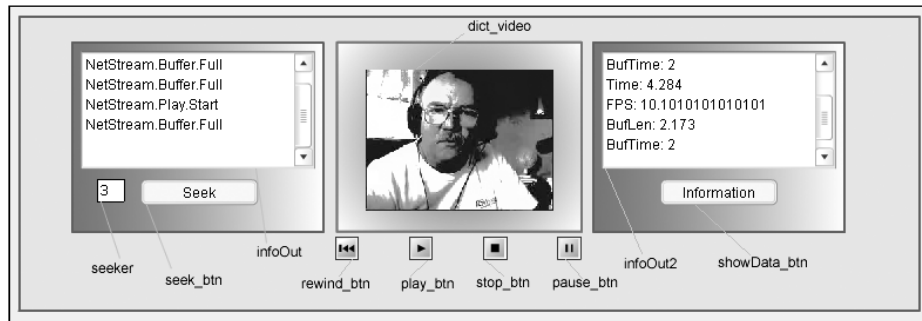 dict_video
NetStream.Buffer.Full
NetStream.Buffer.Full
NetStream.Play.Start
NetStream.Buffer.Full
3
Seek
BufTime: 2
Time: 4.284
FPS: 10.1010101010101
BufLen: 2.173
BufTime: 2
Information
seeker
seek_btn
infoOut
rewind_btn
play_btn
stop_btn
pause_btn
infoOut2
showData_btn